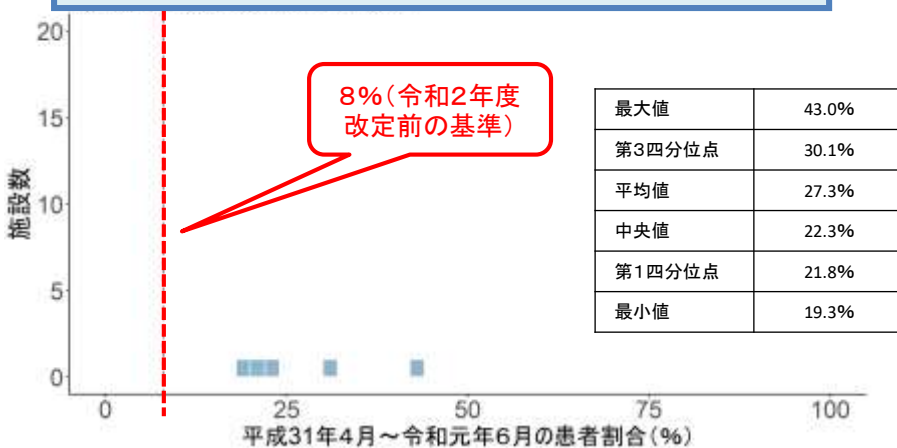 20
15
10
5
0
施設数
8%(令和2年度
改定前の基準)
最大値 43.0%
第3四分位点 30.1%
平均値 27.3%
中央値 22.3%
第1四分位点 21.8%
最小値 19.3%
0 25 50 75 100
平成31年4月～令和元年6月の患者割合(%)